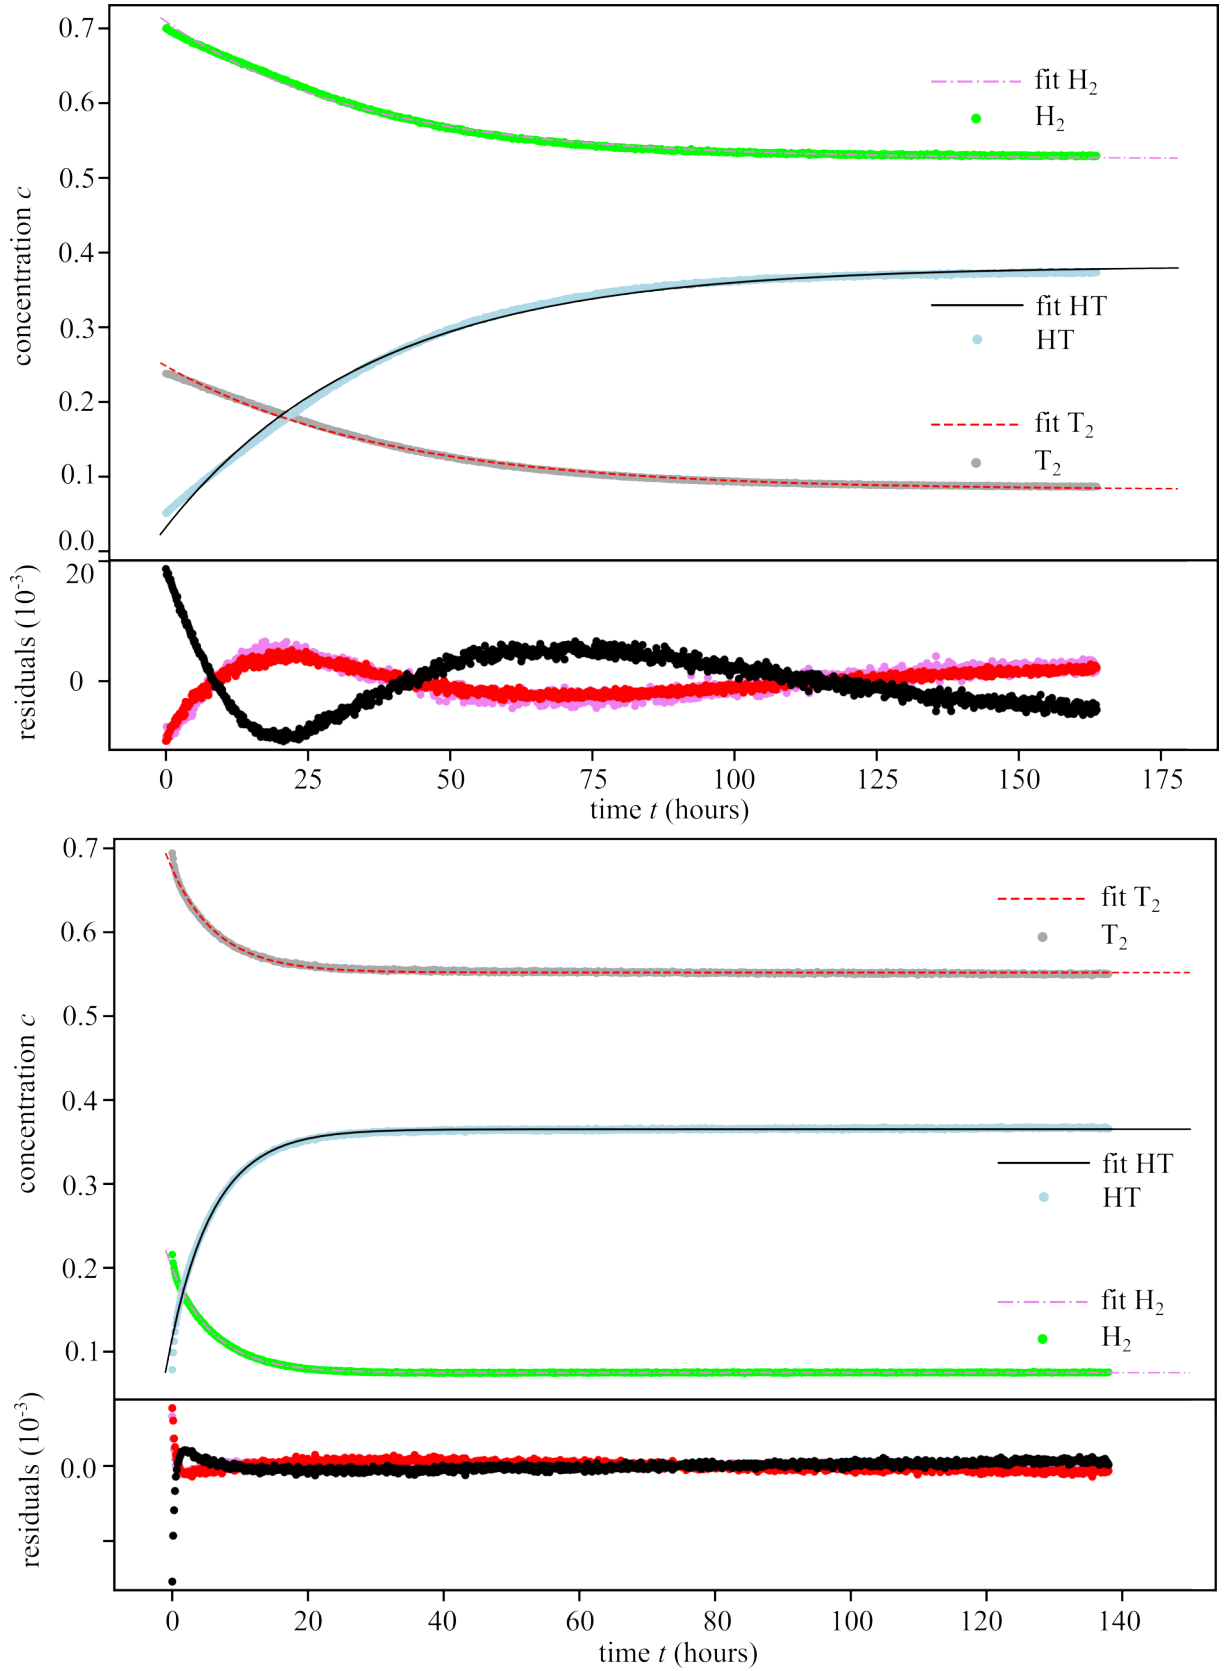 concentration c
0.7
0.6
0.5
0.4
0.3
0.2
0.1
0.0
fit H₂
H₂
fit HT
HT
fit T₂
T₂
residuals (10⁻³)
20
0
0 25 50 75 100 125 150 175
time t (hours)
concentration c
0.7
0.6
0.5
0.4
0.3
0.2
0.1
fit T₂
T₂
fit HT
HT
fit H₂
H₂
residuals (10⁻³)
0.0
0 20 40 60 80 100 120 140
time t (hours)